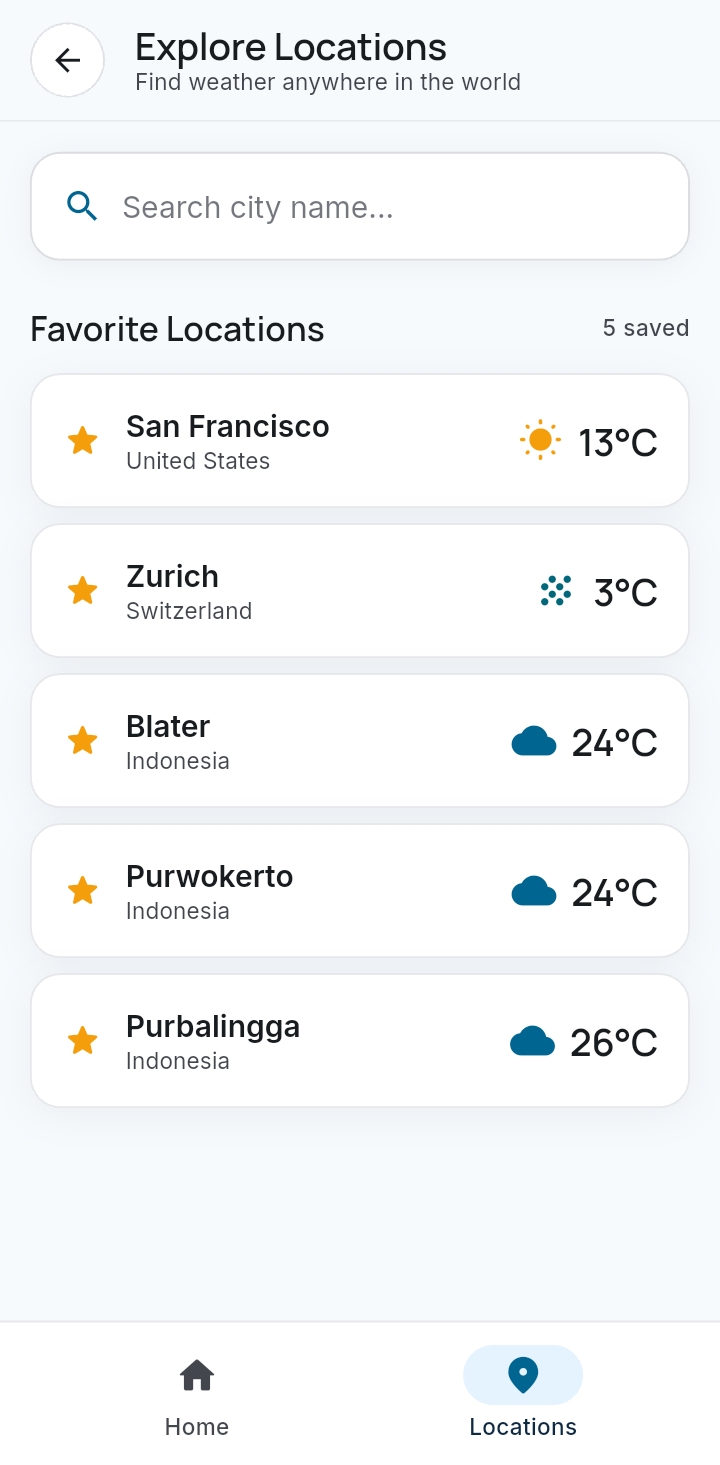 Explore Locations
Find weather anywhere in the world
Search city name...
Favorite Locations
5 saved
San Francisco
United States
13°C
Zurich
Switzerland
3°C
Blater
Indonesia
24°C
Purwokerto
Indonesia
24°C
Purbalingga
Indonesia
26°C
Home
Locations